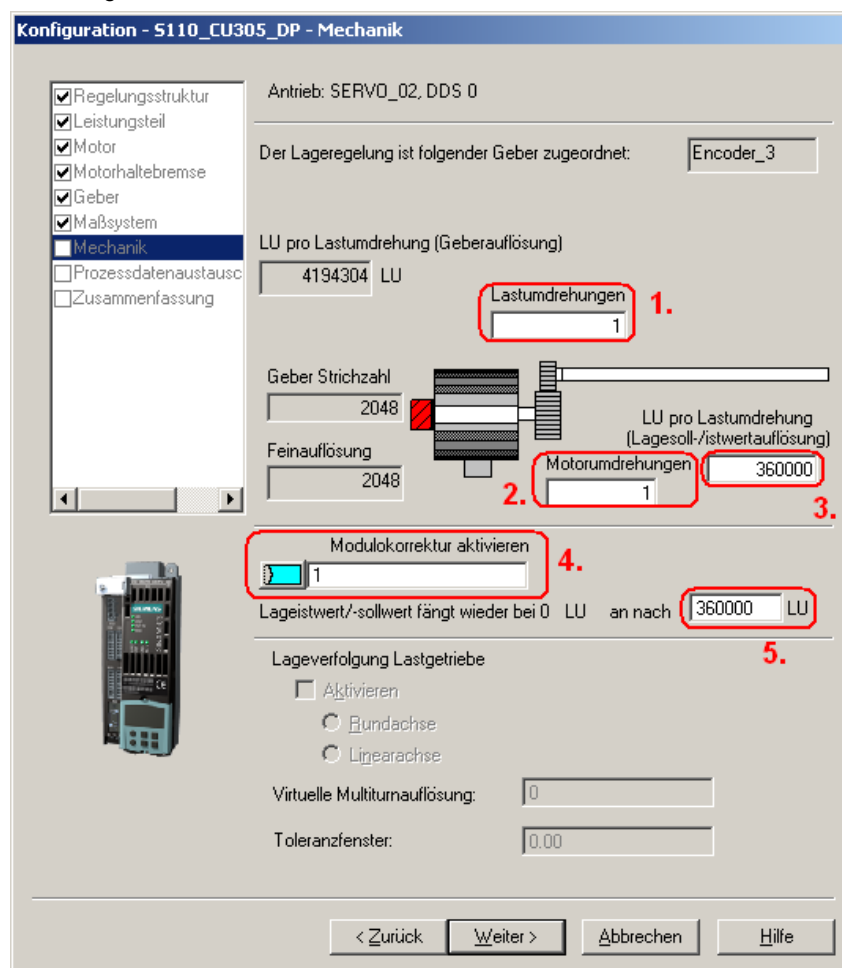 Konfiguration - S110_CU305_DP - Mechanik
Regelungsstruktur
Leistungsteil
Motor
Motorhaltebremse
Geber
Maßsystem
Mechanik
Prozessdatenaustausc
Zusammenfassung
Antrieb: SERVO_02, DDS 0
Der Lageregelung ist folgender Geber zugeordnet:
Encoder_3
LU pro Lastumdrehung (Geberauflösung)
4194304 LU
Lastumdrehungen
1
1.
Geber Strichzahl
2048
Feinauflösung
2048
LU pro Lastumdrehung
(Lagesoll-/istwertauflösung)
360000
3.
Motorumdrehungen
1
2.
Modulokorrektur aktivieren
1
4.
Lageistwert/-sollwert fängt wieder bei 0 LU an nach 360000 LU
5.
Lageverfolgung Lastgetriebe
Aktivieren
Rundachse
Linearachse
Virtuelle Multiturnauflösung: 0
Toleranzfenster: 0.00
< Zurück
Weiter >
Abbrechen
Hilfe